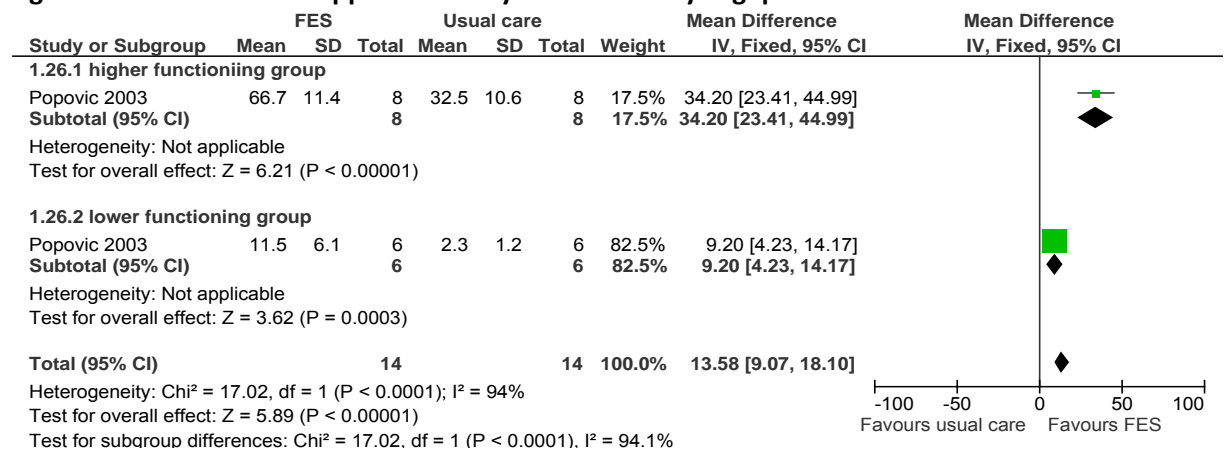 FES Usual care Mean Difference Mean Difference
Study or Subgroup Mean SD Total Mean SD Total Weight IV, Fixed, 95% CI IV, Fixed, 95% CI
1.26.1 higher functioniing group
Popovic 2003 66.7 11.4 8 32.5 10.6 8 17.5% 34.20 [23.41, 44.99]
Subtotal (95% CI) 8 8 17.5% 34.20 [23.41, 44.99]
Heterogeneity: Not applicable
Test for overall effect: Z = 6.21 (P < 0.00001)
1.26.2 lower functioning group
Popovic 2003 11.5 6.1 6 2.3 1.2 6 82.5% 9.20 [4.23, 14.17]
Subtotal (95% CI) 6 6 82.5% 9.20 [4.23, 14.17]
Heterogeneity: Not applicable
Test for overall effect: Z = 3.62 (P = 0.0003)
Total (95% CI) 14 14 100.0% 13.58 [9.07, 18.10]
Heterogeneity: Chi² = 17.02, df = 1 (P < 0.0001); I² = 94%
Test for overall effect: Z = 5.89 (P < 0.00001)
Test for subgroup differences: Chi² = 17.02, df = 1 (P < 0.0001), I² = 94.1%
-100 -50 0 50 100
Favours usual care Favours FES